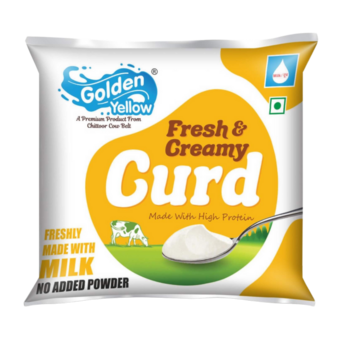 Golden
Yellow
A Premium Product From
Chittoor Cow Belt
Fresh &
Creamy
Curd
Made With High Protein
FRESHLY
MADE WITH
MILK
NO ADDED POWDER